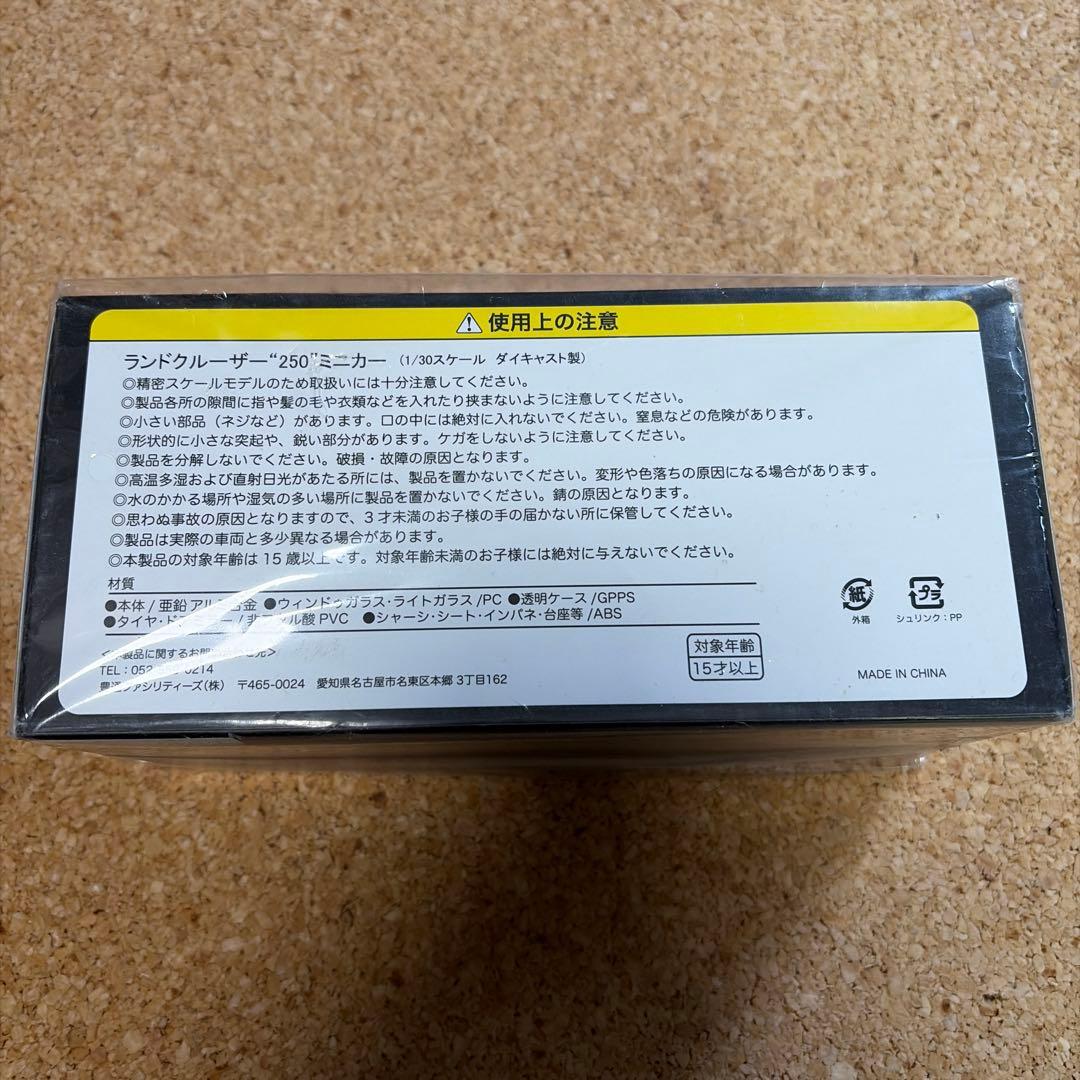 使用上の注意
ランドクルーザー“250”ミニカー（1/30スケール ダイキャスト製）
◎精密スケールモデルのため取扱いには十分注意してください。
◎製品各所の隙間に指や髪の毛や衣類などを入れたり挟まないように注意してください。
◎小さい部品（ネジなど）があります。口の中には絶対に入れないでください。窒息などの危険があります。
◎形状的に小さな突起や、鋭い部分があります。ケガをしないように注意してください。
◎製品を分解しないでください。破損・故障の原因となります。
◎高温多湿および直射日光があたる所には、製品を置かないでください。変形や色落ちの原因になる場合があります。
◎水のかかる場所や湿気の多い場所に製品を置かないでください。錆の原因となります。
◎思わぬ事故の原因となりますので、3才未満のお子様の手の届かない所に保管してください。
◎製品は実際の車両と多少異なる場合があります。
◎本製品の対象年齢は15歳以上です。対象年齢未満のお子様には絶対に与えないでください。
材質
●本体/亜鉛 ●ウィンドゥガラス・ライトガラス/PC ●透明ケース/GPPS
●タイヤ・ /非 酸PVC ●シャーシ・シート・インパネ・台座等/ABS
紙
外箱
プラ
シュリンク：PP
製品に関するお問 先＞
TEL：052 0214
豊通ファシリティーズ（株） 〒465-0024 愛知県名古屋市名東区本郷3丁目162
対象年齢
15才以上
MADE IN CHINA